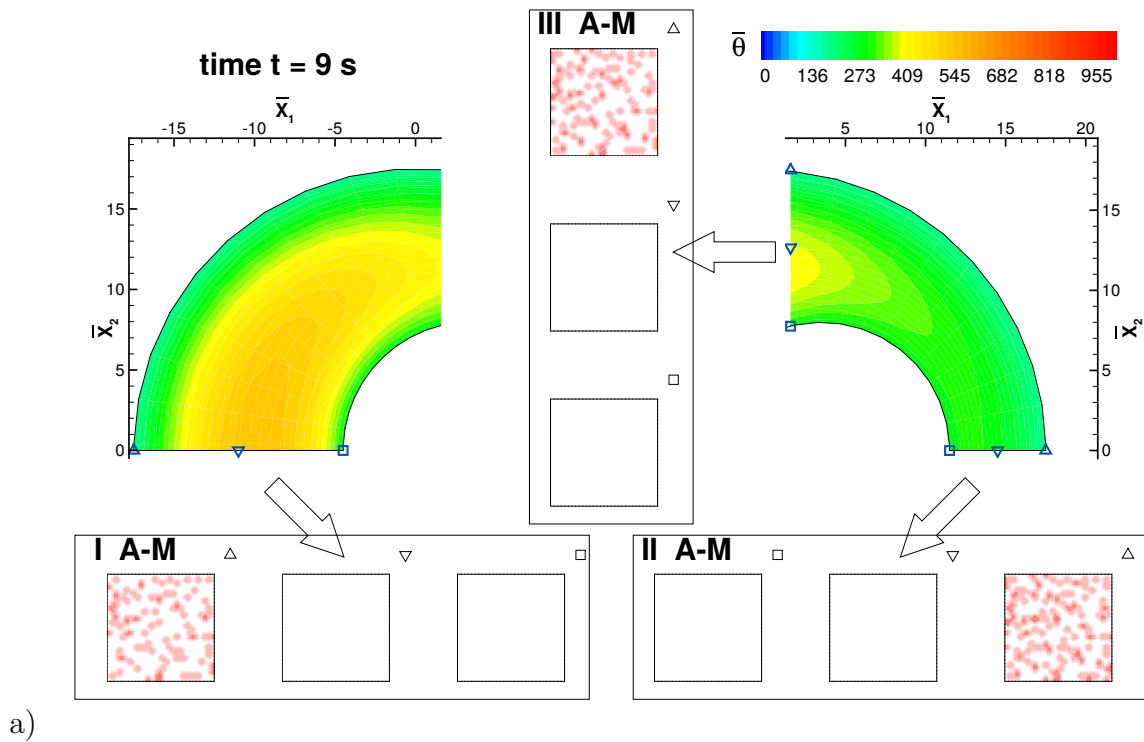 III A-M
θ̅
0 136 273 409 545 682 818 955
time t = 9 s
X̅₁
-15 -10 -5 0
X̅₁
5 10 15 20
15
10
5
0
X̅₂
15
10
5
0
X̅₂
I A-M
II A-M
a)